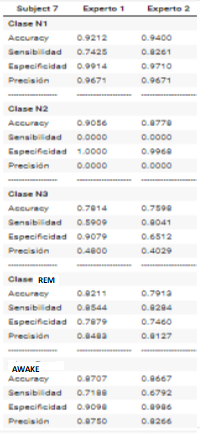 Subject 7 Experto 1 Experto 2
Clase N1
Accuracy 0.9212 0.9400
Sensibilidad 0.7425 0.8261
Especificidad 0.9914 0.9710
Precisión 0.9671 0.9671
Clase N2
Accuracy 0.9056 0.8778
Sensibilidad 0.0000 0.0000
Especificidad 1.0000 0.9968
Precisión 0.0000 0.0000
Clase N3
Accuracy 0.7814 0.7598
Sensibilidad 0.5909 0.8041
Especificidad 0.9079 0.6512
Precisión 0.4800 0.4029
Clase REM
Accuracy 0.8211 0.7913
Sensibilidad 0.8544 0.8284
Especificidad 0.7879 0.7460
Precisión 0.8483 0.8127
AWAKE
Accuracy 0.8707 0.8667
Sensibilidad 0.7188 0.6792
Especificidad 0.9098 0.8986
Precisión 0.8750 0.8266